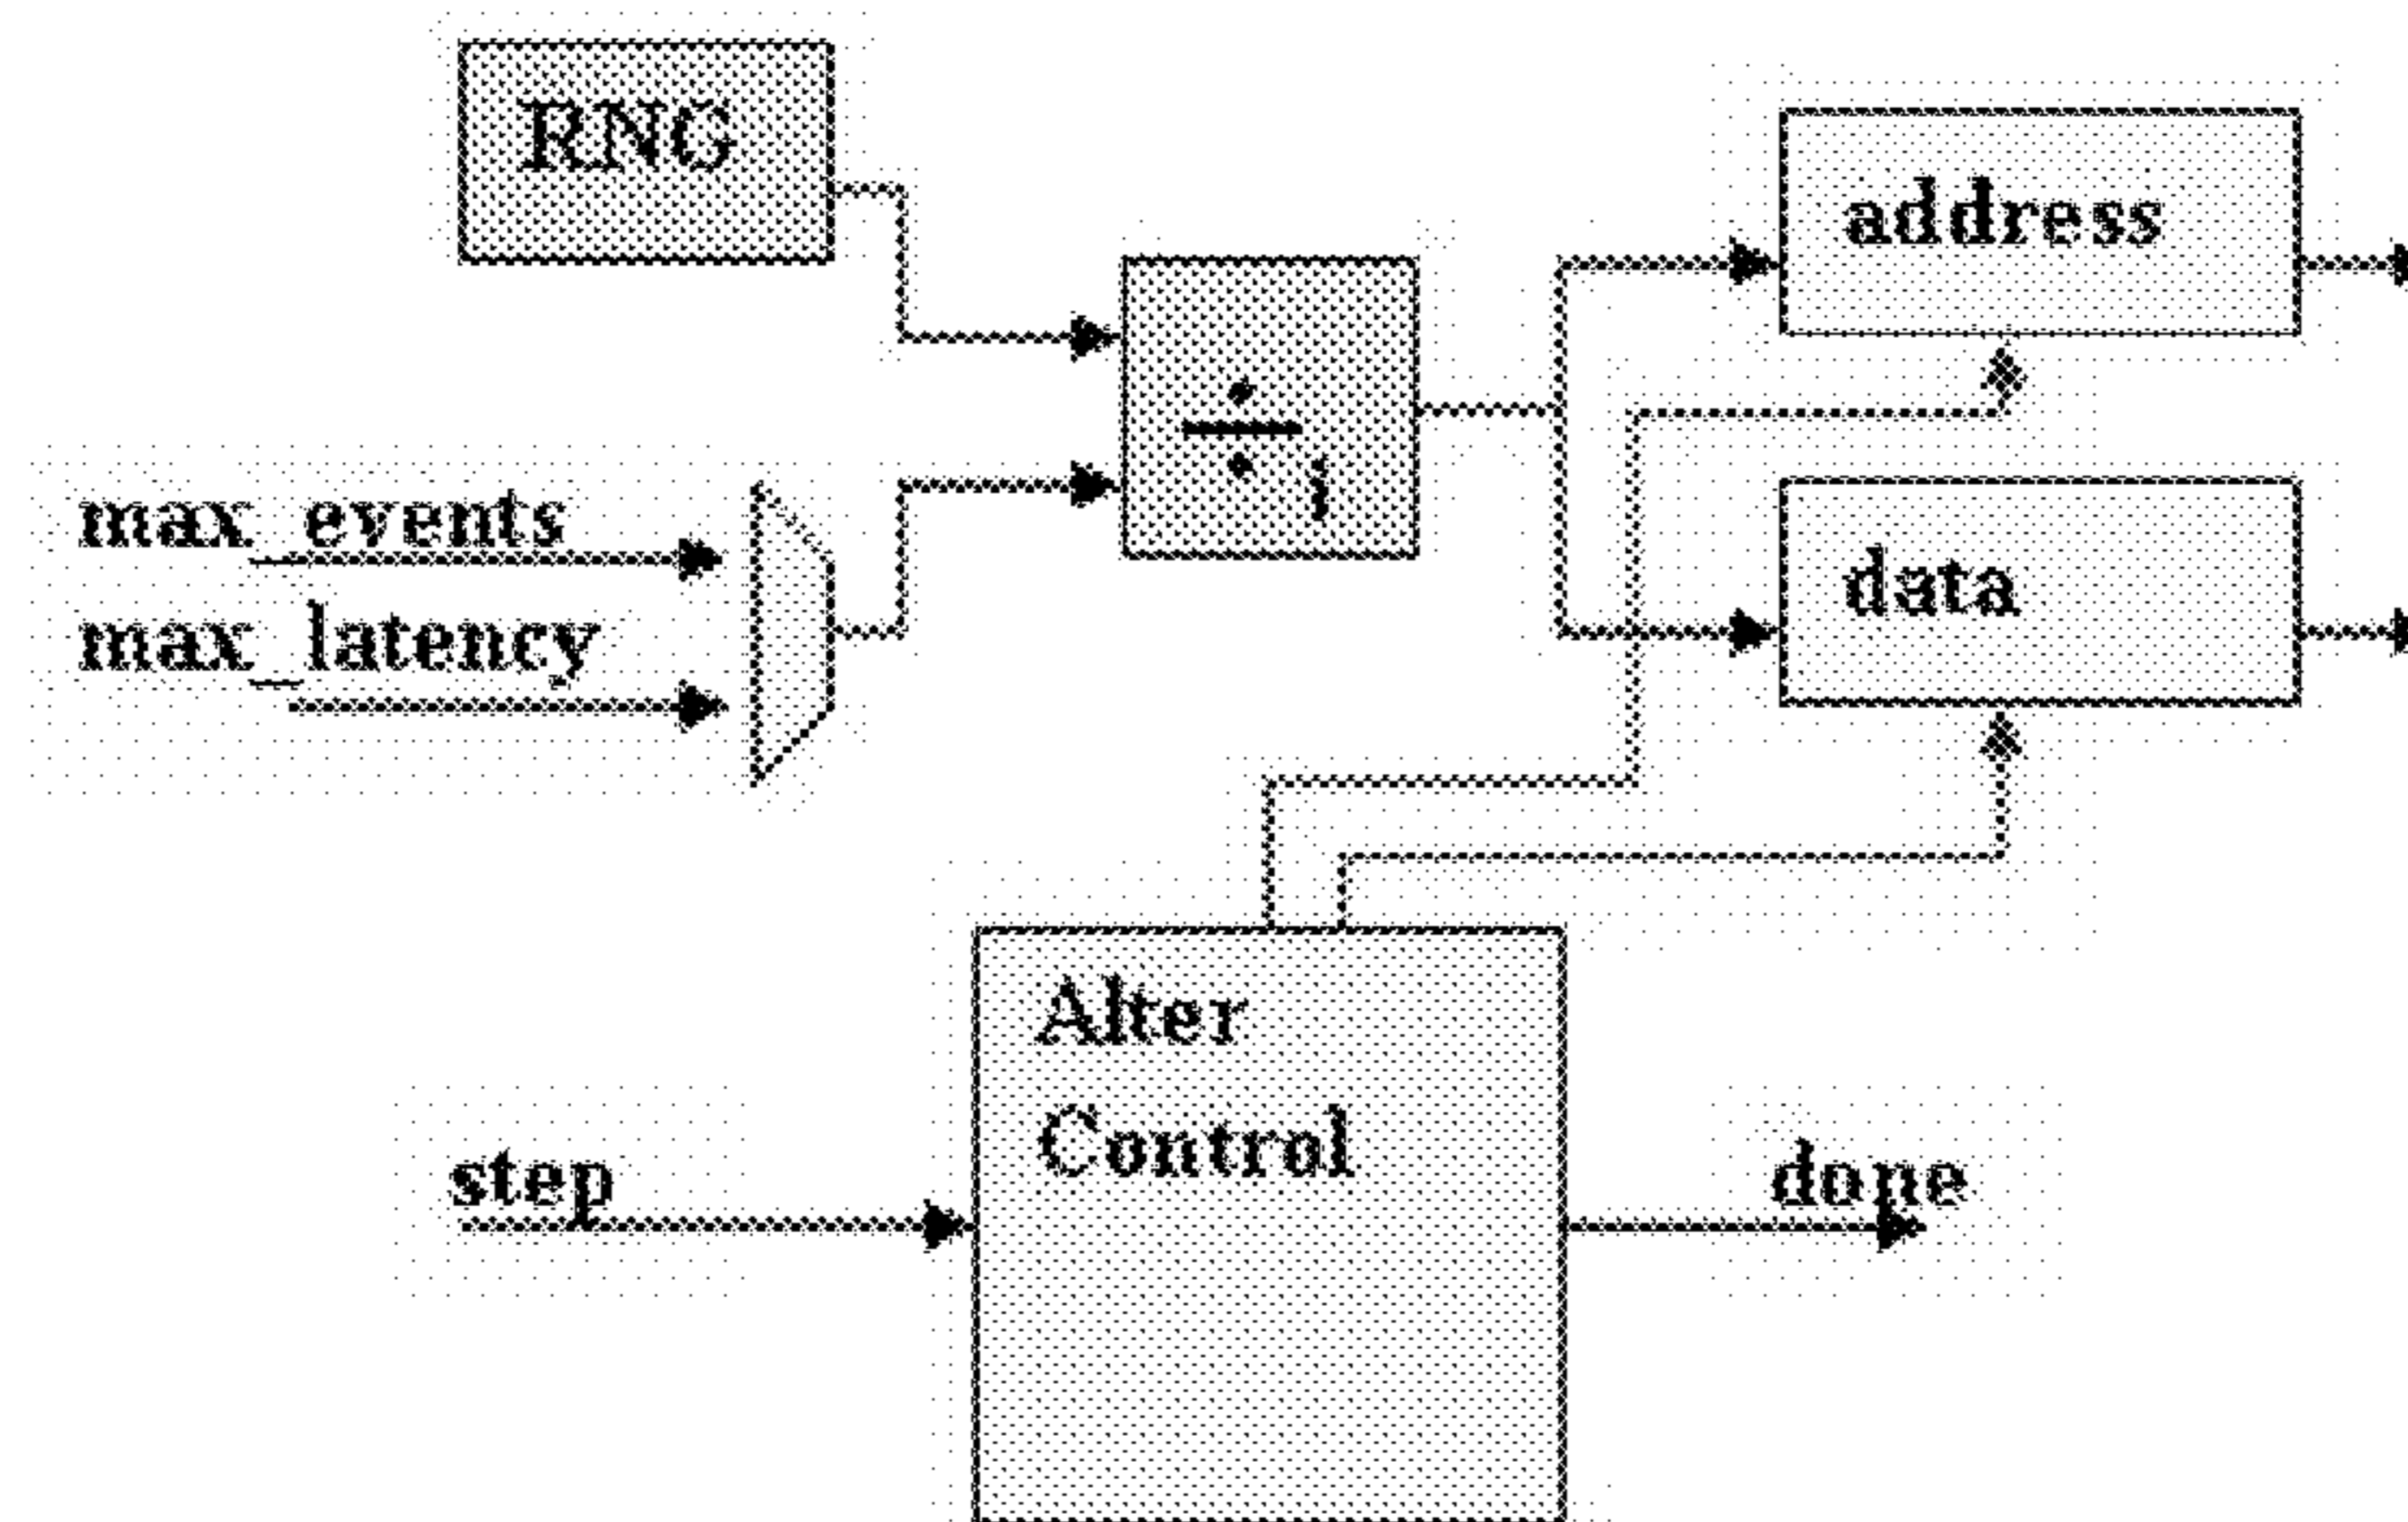 RNG
address
÷ i
max_events
max_latency
data
Alter
Control
step
done